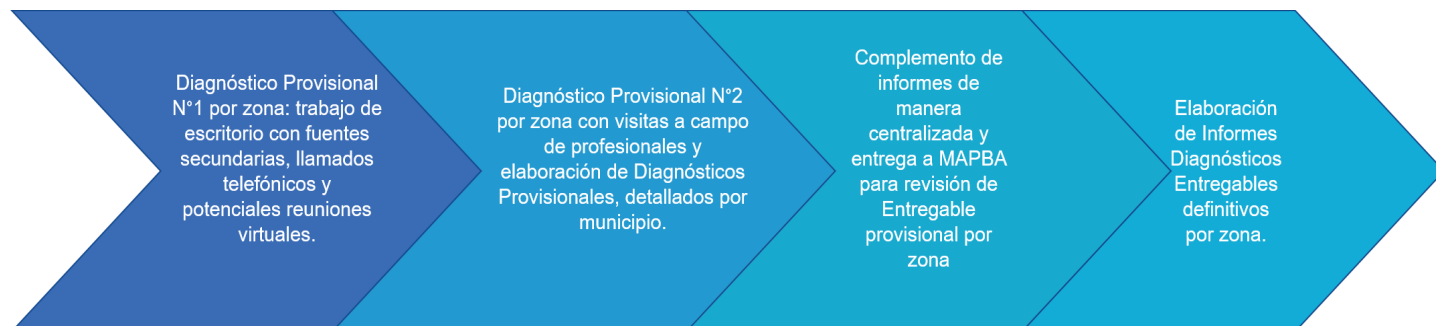 Diagnóstico Provisional
N°1 por zona: trabajo de
escritorio con fuentes
secundarias, llamados
telefónicos y
potenciales reuniones
virtuales.
Diagnóstico Provisional N°2
por zona con visitas a campo
de profesionales y
elaboración de Diagnósticos
Provisionales, detallados por
municipio.
Complemento de
informes de
manera
centralizada y
entrega a MAPBA
para revisión de
Entregable
provisional por
zona
Elaboración
de Informes
Diagnósticos
Entregables
definitivos
por zona.